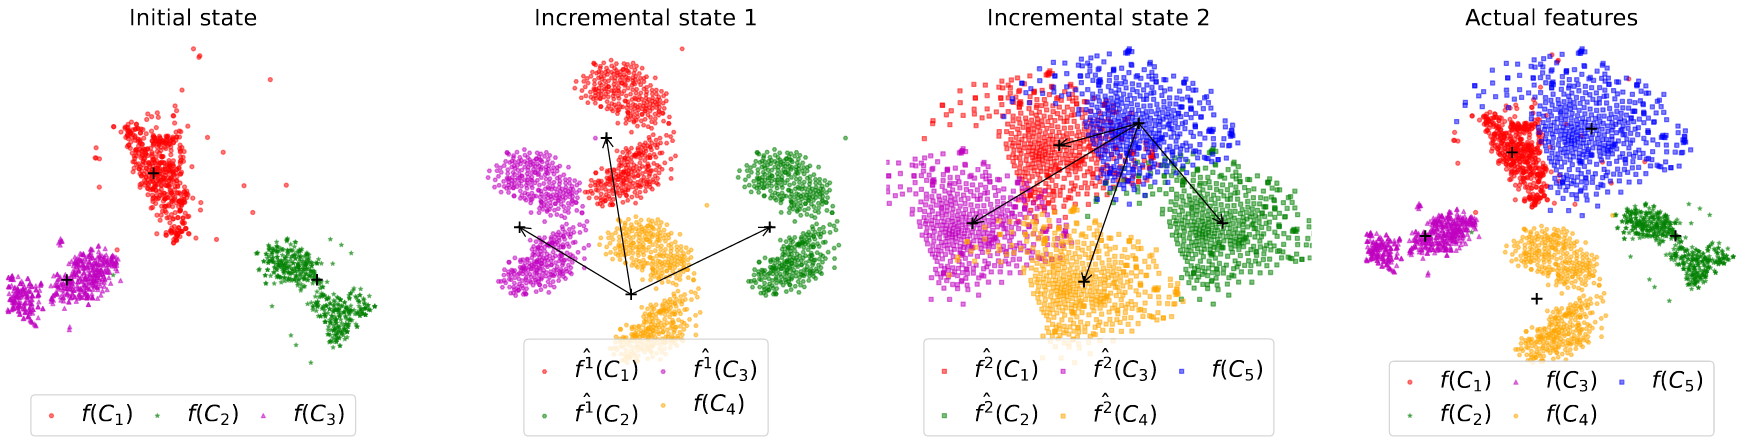 Initial state
Incremental state 1
Incremental state 2
Actual features
f(C₁) f(C₂) f(C₃)
f̂¹(C₁) f̂¹(C₃)
f̂¹(C₂) f(C₄)
f̂²(C₁) f̂²(C₃) f(C₅)
f̂²(C₂) f̂²(C₄)
f(C₁) f(C₃) f(C₅)
f(C₂) f(C₄)